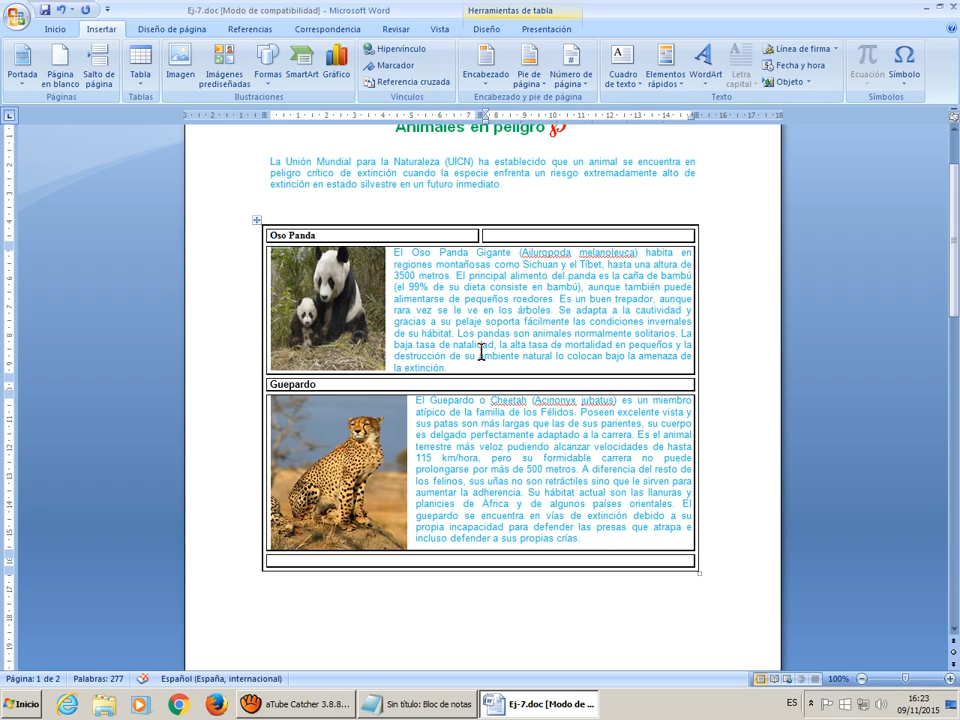 Ej-7.doc [Modo de compatibilidad] - Microsoft Word
Herramientas de tabla
Inicio Insertar Diseño de página Referencias Correspondencia Revisar Vista Diseño Presentación
Portada Página en blanco Salto de página
Páginas
Tabla
Tablas
Imagen Imágenes prediseñadas Formas SmartArt Gráfico
Ilustraciones
Hipervínculo
Marcador
Referencia cruzada
Vínculos
Encabezado Pie de página Número de página
Encabezado y pie de página
Cuadro de texto Elementos rápidos WordArt Letra capital
Línea de firma
Fecha y hora
Objeto
Texto
Ecuación Símbolo
Símbolos
Animales en peligro
La Unión Mundial para la Naturaleza (UICN) ha establecido que un animal se encuentra en
peligro crítico de extinción cuando la especie enfrenta un riesgo extremadamente alto de
extinción en estado silvestre en un futuro inmediato.
Oso Panda
El Oso Panda Gigante (Ailuropoda melanoleuca) habita en
regiones montañosas como Sichuan y el Tíbet, hasta una altura de
3500 metros. El principal alimento del panda es la caña de bambú
(el 99% de su dieta consiste en bambú), aunque también puede
alimentarse de pequeños roedores. Es un buen trepador, aunque
rara vez se le ve en los árboles. Se adapta a la cautividad y
gracias a su pelaje soporta fácilmente las condiciones invernales
de su hábitat. Los pandas son animales normalmente solitarios. La
baja tasa de natalidad, la alta tasa de mortalidad en pequeños y la
destrucción de su ambiente natural lo colocan bajo la amenaza de
la extinción.
Guepardo
El Guepardo o Cheetah (Acinonyx jubatus) es un miembro
atípico de la familia de los Félidos. Poseen excelente vista y
sus patas son más largas que las de sus parientes, su cuerpo
es delgado perfectamente adaptado a la carrera. Es el animal
terrestre más veloz pudiendo alcanzar velocidades de hasta
115 km/hora, pero su formidable carrera no puede
prolongarse por más de 500 metros. A diferencia del resto de
los felinos, sus uñas no son retráctiles sino que le sirven para
aumentar la adherencia. Su hábitat actual son las llanuras y
planicies de Africa y de algunos países orientales. El
guepardo se encuentra en vías de extinción debido a su
propia incapacidad para defender las presas que atrapa e
incluso defender a sus propias crías.
Página: 1 de 2 Palabras: 277 Español (España, internacional) 100%
Inicio aTube Catcher 3.8.8... Sin título: Bloc de notas Ej-7.doc [Modo de ... ES 16:23
09/11/2015